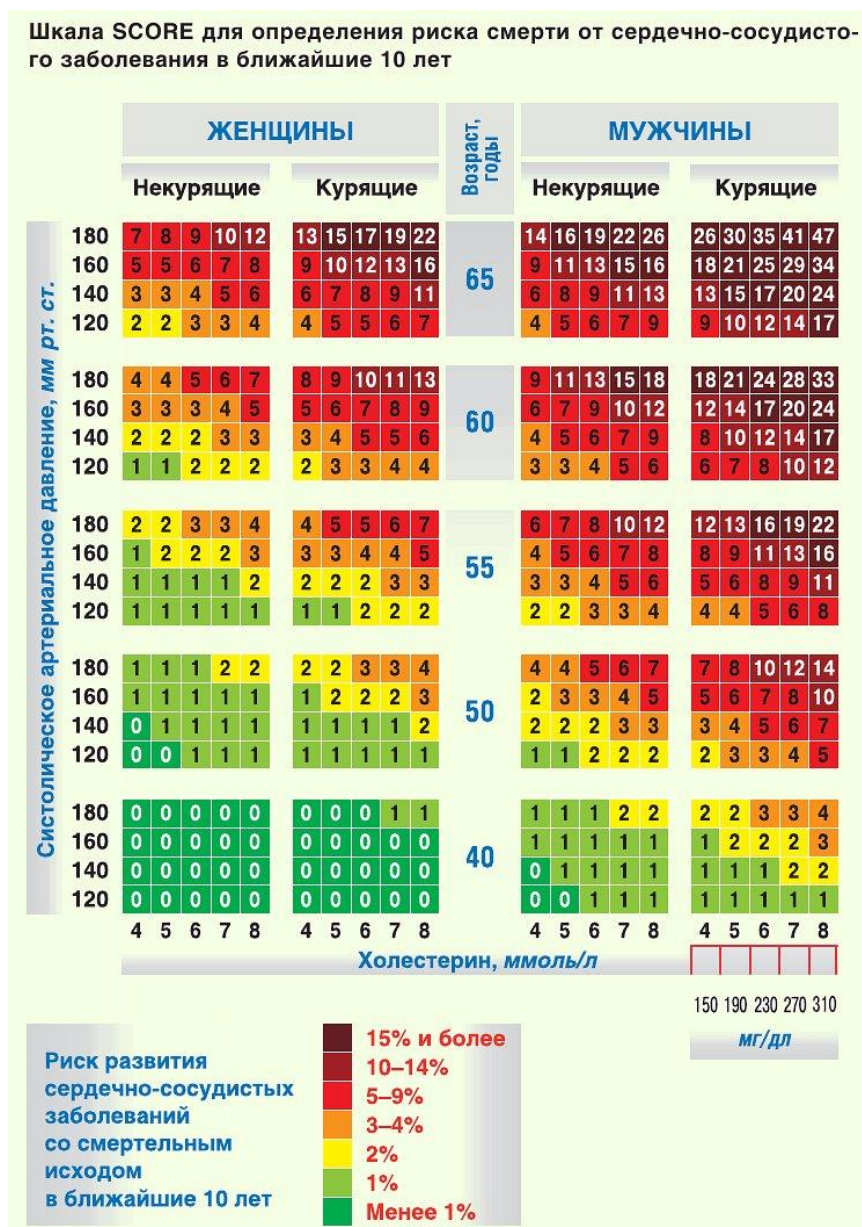 Шкала SCORE для определения риска смерти от сердечно-сосудисто-
го заболевания в ближайшие 10 лет
ЖЕНЩИНЫ Возраст, годы МУЖЧИНЫ
Некурящие Курящие Некурящие Курящие
Систолическое артериальное давление, мм рт. ст.
180 7 8 9 10 12 13 15 17 19 22 14 16 19 22 26 26 30 35 41 47
160 5 5 6 7 8 9 10 12 13 16 65 9 11 13 15 16 18 21 25 29 34
140 3 3 4 5 6 6 7 8 9 11 6 8 9 11 13 13 15 17 20 24
120 2 2 3 3 4 4 5 5 6 7 4 5 6 7 9 9 10 12 14 17
180 4 4 5 6 7 8 9 10 11 13 9 11 13 15 18 18 21 24 28 33
160 3 3 3 4 5 5 6 7 8 9 60 6 7 9 10 12 12 14 17 20 24
140 2 2 2 3 3 3 4 5 5 6 4 5 6 7 9 8 10 12 14 17
120 1 1 2 2 2 2 3 3 4 4 3 3 4 5 6 6 7 8 10 12
180 2 2 3 3 4 4 5 5 6 7 6 7 8 10 12 12 13 16 19 22
160 1 2 2 2 3 3 3 4 4 5 55 4 5 6 7 8 8 9 11 13 16
140 1 1 1 1 2 2 2 2 3 3 3 3 4 5 6 5 6 8 9 11
120 1 1 1 1 1 1 1 2 2 2 2 2 3 3 4 4 4 5 6 8
180 1 1 1 2 2 2 2 3 3 4 4 4 5 6 7 7 8 10 12 14
160 1 1 1 1 1 1 2 2 2 3 50 2 3 3 4 5 5 6 7 8 10
140 0 1 1 1 1 1 1 1 1 2 2 2 2 3 3 3 4 5 6 7
120 0 0 1 1 1 1 1 1 1 1 1 1 2 2 2 2 3 3 4 5
180 0 0 0 0 0 0 0 0 1 1 1 1 1 2 2 2 2 3 3 4
160 0 0 0 0 0 0 0 0 0 0 40 1 1 1 1 1 1 2 2 2 3
140 0 0 0 0 0 0 0 0 0 0 0 1 1 1 1 1 1 1 2 2
120 0 0 0 0 0 0 0 0 0 0 0 0 1 1 1 1 1 1 1 1
4 5 6 7 8 4 5 6 7 8 4 5 6 7 8 4 5 6 7 8
Холестерин, ммоль/л
150 190 230 270 310
мг/дл
Риск развития
сердечно-сосудистых
заболеваний
со смертельным
исходом
в ближайшие 10 лет
15% и более
10–14%
5–9%
3–4%
2%
1%
Менее 1%